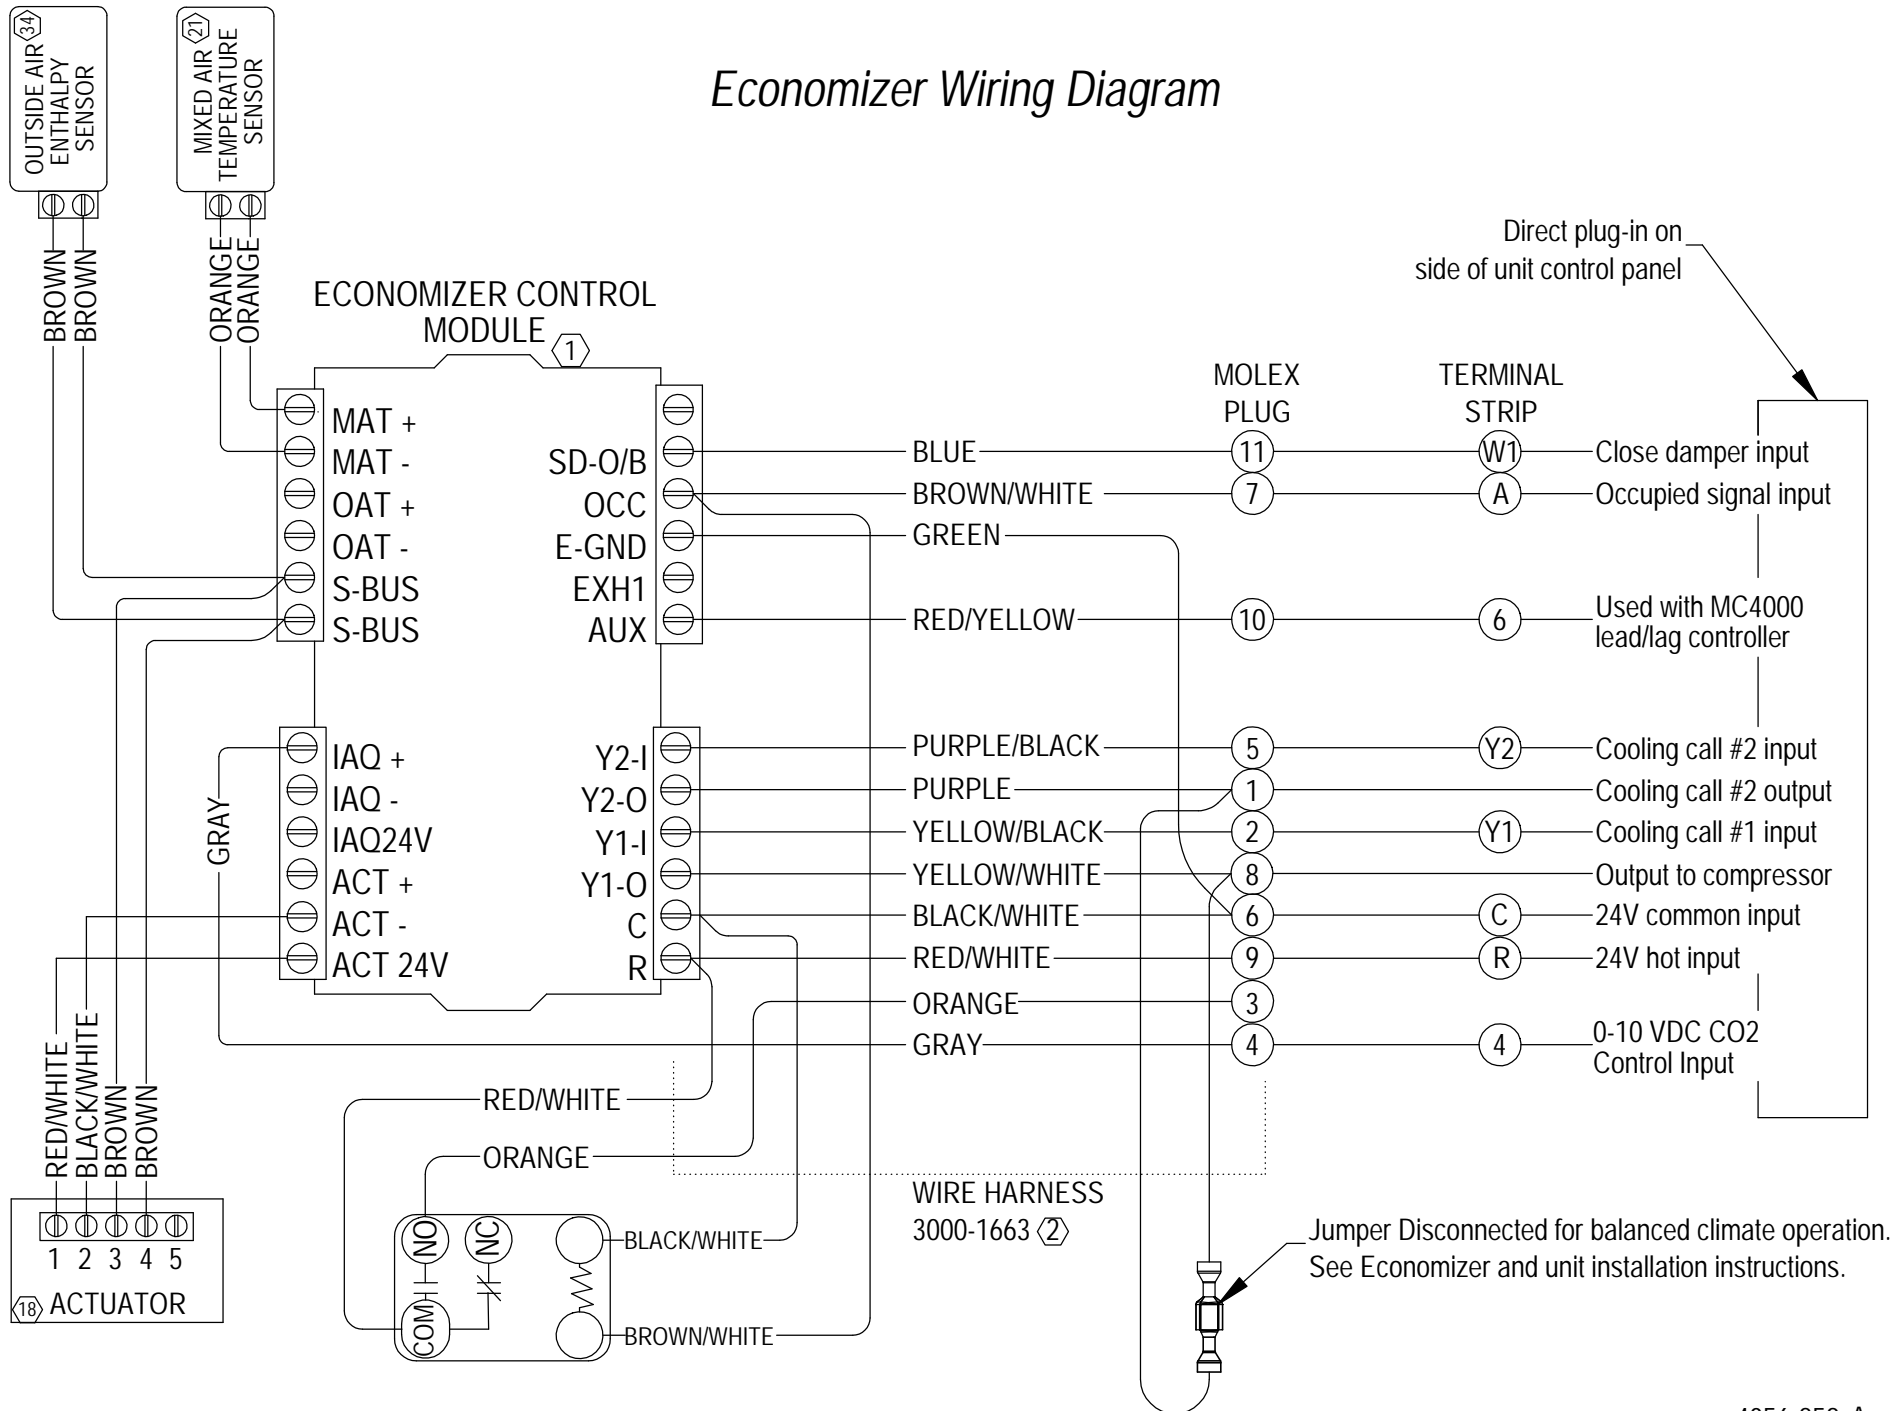 Economizer Wiring Diagram
34
OUTSIDE AIR
ENTHALPY
SENSOR
21
MIXED AIR
TEMPERATURE
SENSOR
BROWN
BROWN
ORANGE
ORANGE
Direct plug-in on
side of unit control panel
ECONOMIZER CONTROL
MODULE
1
MOLEX
PLUG
TERMINAL
STRIP
MAT +
MAT -
OAT +
OAT -
S-BUS
S-BUS
SD-O/B
OCC
E-GND
EXH1
AUX
BLUE 11 W1 Close damper input
BROWN/WHITE 7 A Occupied signal input
GREEN
RED/YELLOW 10 6 Used with MC4000
lead/lag controller
IAQ +
IAQ -
IAQ24V
ACT +
ACT -
ACT 24V
Y2-I
Y2-O
Y1-I
Y1-O
C
R
GRAY
PURPLE/BLACK 5 Y2 Cooling call #2 input
PURPLE 1 Cooling call #2 output
YELLOW/BLACK 2 Y1 Cooling call #1 input
YELLOW/WHITE 8 Output to compressor
BLACK/WHITE 6 C 24V common input
RED/WHITE 9 R 24V hot input
ORANGE 3
GRAY 4 4 0-10 VDC CO2
Control Input
RED/WHITE
BLACK/WHITE
BROWN
BROWN
RED/WHITE
ORANGE
WIRE HARNESS
3000-1663 2
1 2 3 4 5
18 ACTUATOR
NO
NC
COM
BLACK/WHITE
BROWN/WHITE
Jumper Disconnected for balanced climate operation.
See Economizer and unit installation instructions.